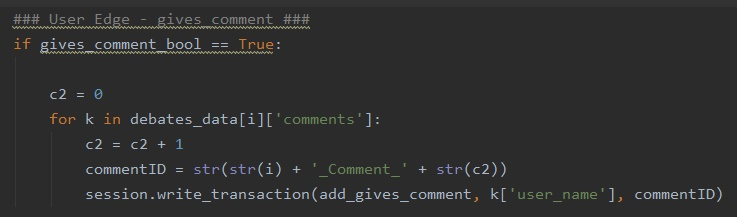 ### User Edge - gives_comment ###
if gives_comment_bool == True:
c2 = 0
for k in debates_data[i]['comments']:
c2 = c2 + 1
commentID = str(str(i) + '_Comment_' + str(c2))
session.write_transaction(add_gives_comment, k['user_name'], commentID)